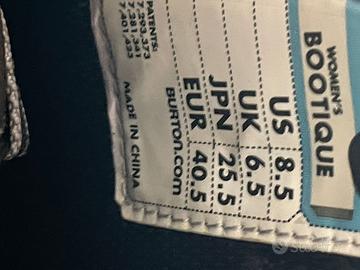 WOMEN'S
BOOTIQUE
US 8.5
UK 6.5
JPN 25.5
EUR 40.5
BURTON.COM
MADE IN CHINA
PATENTS: